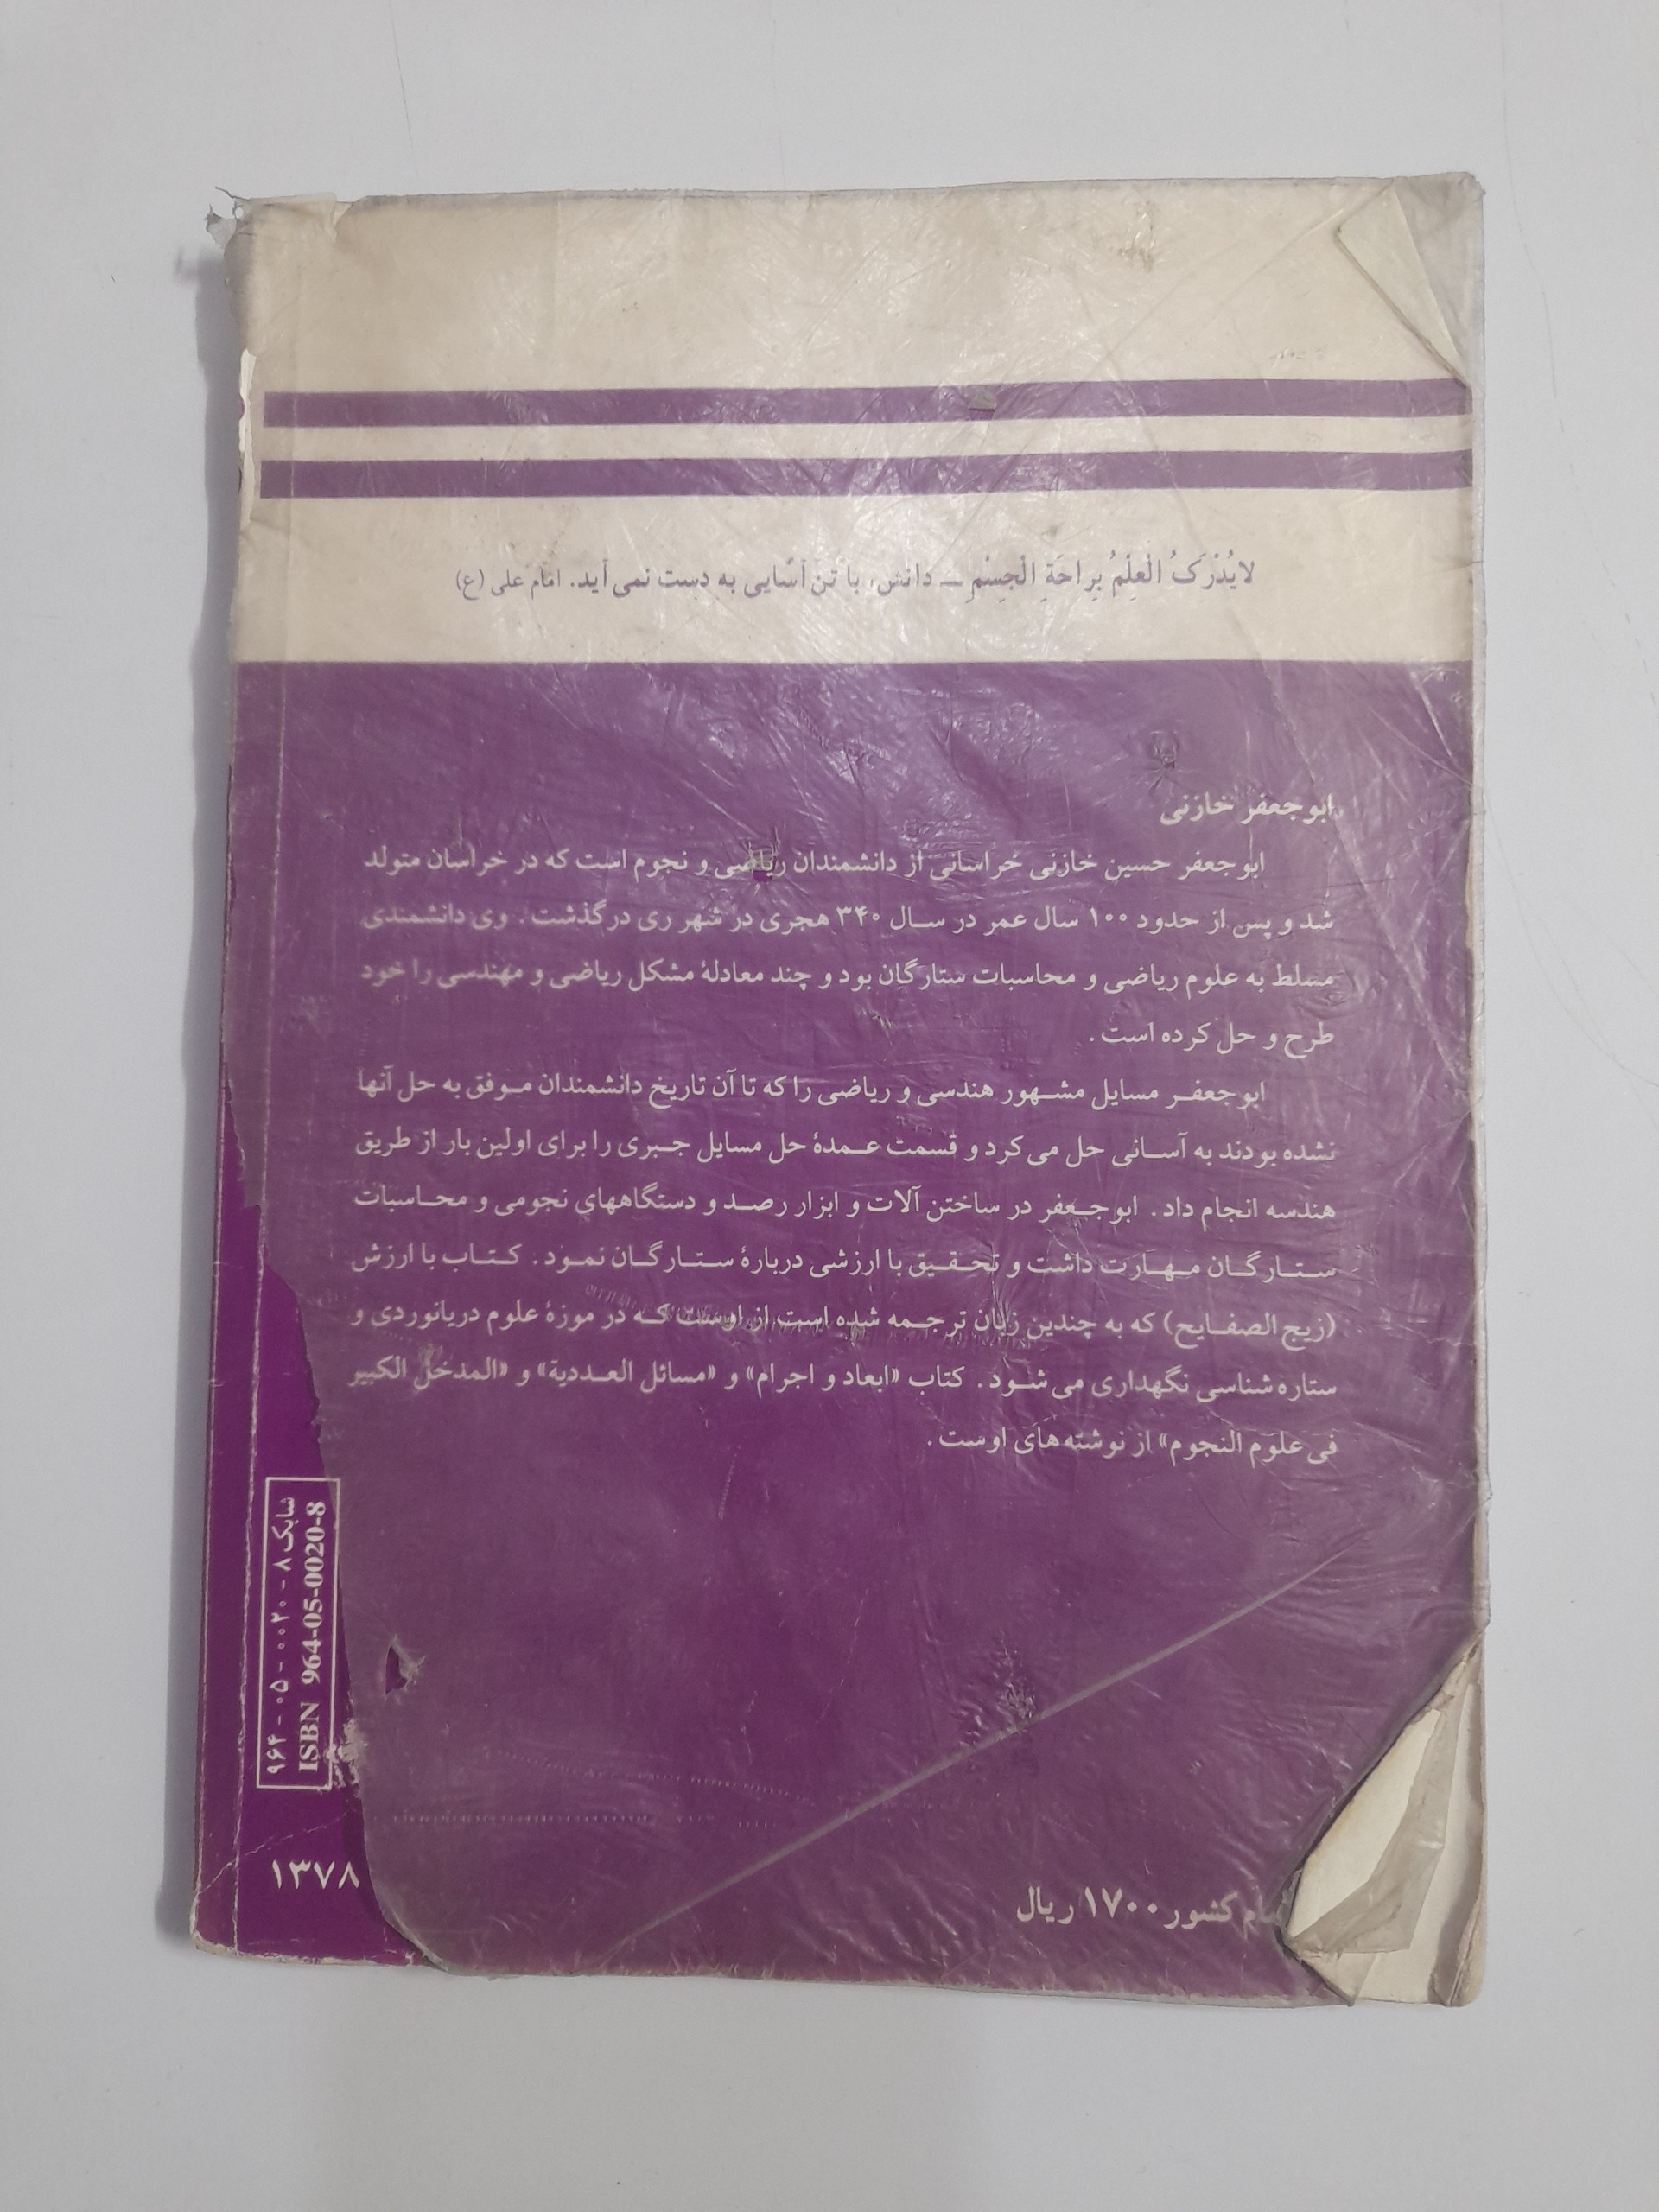 لایُدْرَکُ الْعِلْمُ بِراحَةِ الْجِسْمِ ــ دانش، با تن آسایی به دست نمی‌آید. امام علی (ع)
ابوجعفر خازنی
ابوجعفر حسین خازنی خراسانی از دانشمندان ریاضی و نجوم است که در خراسان متولد
شد و پس از حدود ۱۰۰ سال عمر در سال ۳۴۰ هجری در شهر ری درگذشت. وی دانشمندی
مسلط به علوم ریاضی و محاسبات ستارگان بود و چند معادلهٔ مشکل ریاضی و مهندسی را خود
طرح و حل کرده است.
ابوجعفر مسایل مشهور هندسی و ریاضی را که تا آن تاریخ دانشمندان موفق به حل آنها
نشده بودند به آسانی حل می‌کرد و قسمت عمدهٔ حل مسایل جبری را برای اولین بار از طریق
هندسه انجام داد. ابوجعفر در ساختن آلات و ابزار رصد و دستگاههای نجومی و محاسبات
ستارگان مهارت داشت و تحقیق با ارزشی دربارهٔ ستارگان نمود. کتاب با ارزش
(زیج الصفایح) که به چندین زبان ترجمه شده است از اوست که در موزهٔ علوم دریانوردی و
ستاره شناسی نگهداری می‌شود. کتاب «ابعاد و اجرام» و «مسائل العددیة» و «المدخل الکبیر
فی علوم النجوم» از نوشته‌های اوست.
شابک ۸-۰۰۲۰-۰۵-۹۶۴
ISBN 964-05-0020-8
۱۳۷۸
کشور ۱۷۰۰ ریال